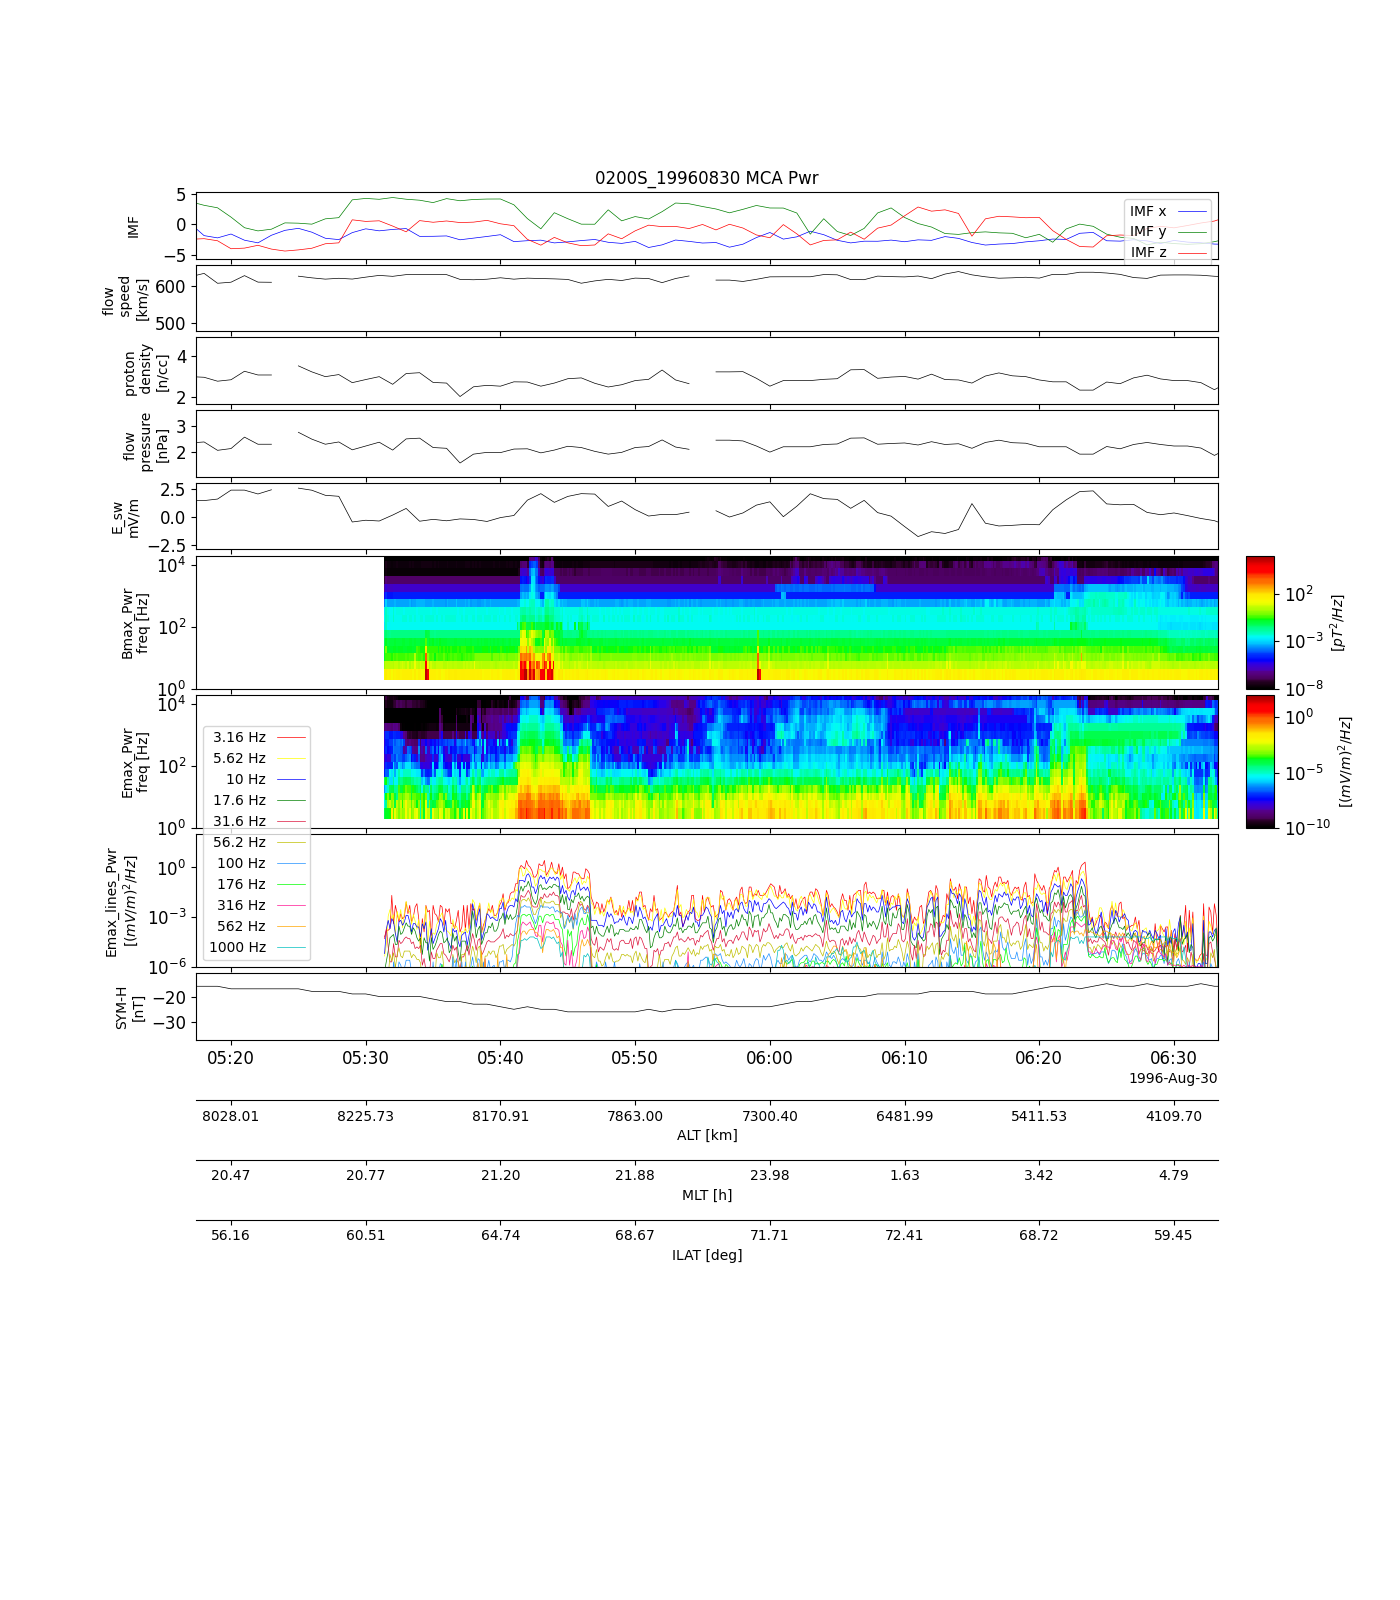 0200S_19960830 MCA Pwr
5
0
−5
IMF
IMF x
IMF y
IMF z
600
500
flow
speed
[km/s]
4
2
proton
density
[n/cc]
3
2
flow
pressure
[nPa]
2.5
0.0
−2.5
E_sw
mV/m
10^4
10^2
10^0
Bmax_Pwr
freq [Hz]
10^2
10^−3
10^−8
[pT^2/Hz]
10^4
10^2
10^0
Emax_Pwr
freq [Hz]
10^0
10^−5
10^−10
[(mV/m)^2/Hz]
3.16 Hz
5.62 Hz
10 Hz
17.6 Hz
31.6 Hz
56.2 Hz
100 Hz
176 Hz
316 Hz
562 Hz
1000 Hz
10^0
10^−3
10^−6
Emax_lines_Pwr
[(mV/m)^2/Hz]
−20
−30
SYM-H
[nT]
05:20 05:30 05:40 05:50 06:00 06:10 06:20 06:30
1996-Aug-30
8028.01 8225.73 8170.91 7863.00 7300.40 6481.99 5411.53 4109.70
ALT [km]
20.47 20.77 21.20 21.88 23.98 1.63 3.42 4.79
MLT [h]
56.16 60.51 64.74 68.67 71.71 72.41 68.72 59.45
ILAT [deg]